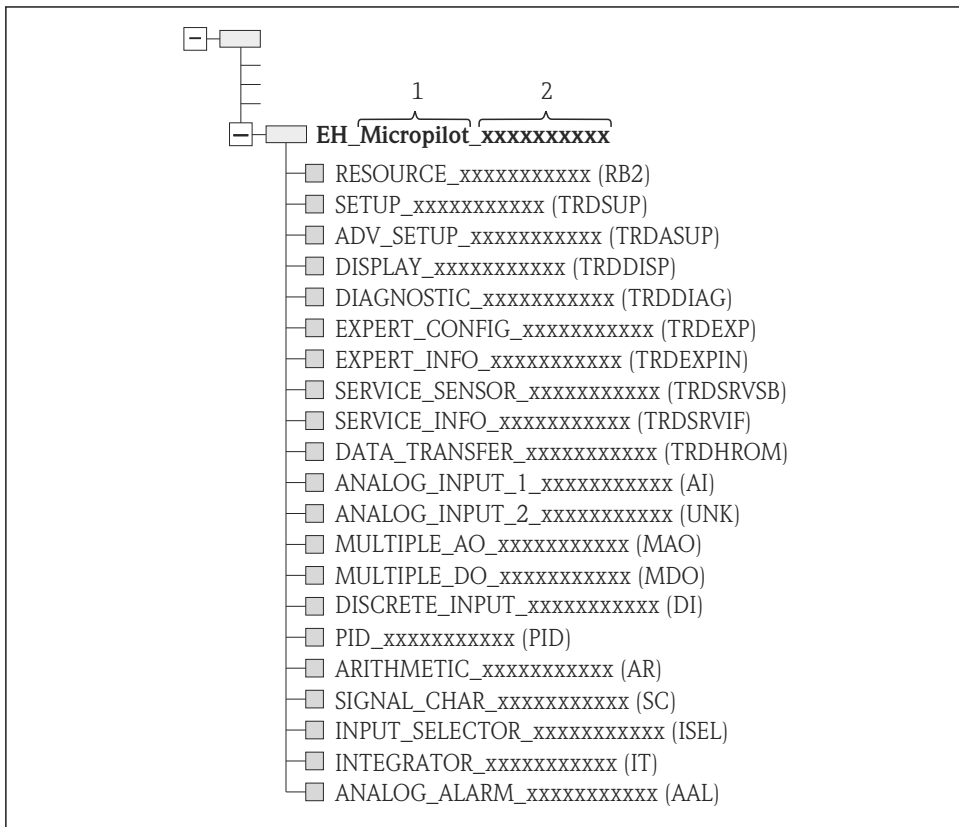 1 2
EH_Micropilot_xxxxxxxxxx
RESOURCE_xxxxxxxxxxx (RB2)
SETUP_xxxxxxxxxxx (TRDSUP)
ADV_SETUP_xxxxxxxxxxx (TRDASUP)
DISPLAY_xxxxxxxxxxx (TRDDISP)
DIAGNOSTIC_xxxxxxxxxxx (TRDDIAG)
EXPERT_CONFIG_xxxxxxxxxxx (TRDEXP)
EXPERT_INFO_xxxxxxxxxxx (TRDEXPIN)
SERVICE_SENSOR_xxxxxxxxxxx (TRDSRVSB)
SERVICE_INFO_xxxxxxxxxxx (TRDSRVIF)
DATA_TRANSFER_xxxxxxxxxxx (TRDHROM)
ANALOG_INPUT_1_xxxxxxxxxxx (AI)
ANALOG_INPUT_2_xxxxxxxxxxx (UNK)
MULTIPLE_AO_xxxxxxxxxxx (MAO)
MULTIPLE_DO_xxxxxxxxxxx (MDO)
DISCRETE_INPUT_xxxxxxxxxxx (DI)
PID_xxxxxxxxxxx (PID)
ARITHMETIC_xxxxxxxxxxx (AR)
SIGNAL_CHAR_xxxxxxxxxxx (SC)
INPUT_SELECTOR_xxxxxxxxxxx (ISEL)
INTEGRATOR_xxxxxxxxxxx (IT)
ANALOG_ALARM_xxxxxxxxxxx (AAL)